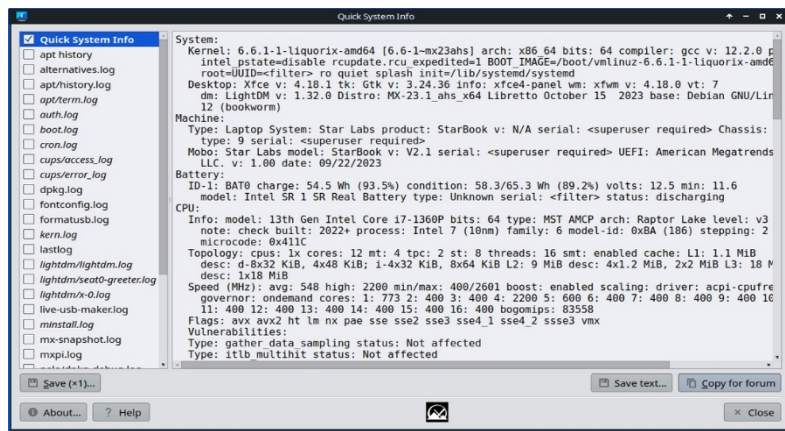 Quick System Info
Quick System Info
apt history
alternatives.log
apt/history.log
apt/term.log
auth.log
boot.log
cron.log
cups/access_log
cups/error_log
dpkg.log
fontconfig.log
formatusb.log
kern.log
lastlog
lightdm/lightdm.log
lightdm/seat0-greeter.log
lightdm/x-0.log
live-usb-maker.log
minstall.log
mx-snapshot.log
mxpi.log
System:
Kernel: 6.6.1-1-liquorix-amd64 [6.6-1~mx23ahs] arch: x86_64 bits: 64 compiler: gcc v: 12.2.0 p
intel_pstate=disable rcupdate.rcu_expedited=1 BOOT_IMAGE=/boot/vmlinuz-6.6.1-1-liquorix-amd6
root=UUID=<filter> ro quiet splash init=/lib/systemd/systemd
Desktop: Xfce v: 4.18.1 tk: Gtk v: 3.24.36 info: xfce4-panel wm: xfwm v: 4.18.0 vt: 7
dm: LightDM v: 1.32.0 Distro: MX-23.1_ahs_x64 Libretto October 15 2023 base: Debian GNU/Lin
12 (bookworm)
Machine:
Type: Laptop System: Star Labs product: StarBook v: N/A serial: <superuser required> Chassis:
type: 9 serial: <superuser required>
Mobo: Star Labs model: StarBook v: V2.1 serial: <superuser required> UEFI: American Megatrends
LLC. v: 1.00 date: 09/22/2023
Battery:
ID-1: BAT0 charge: 54.5 Wh (93.5%) condition: 58.3/65.3 Wh (89.2%) volts: 12.5 min: 11.6
model: Intel SR 1 SR Real Battery type: Unknown serial: <filter> status: discharging
CPU:
Info: model: 13th Gen Intel Core i7-1360P bits: 64 type: MST AMCP arch: Raptor Lake level: v3
note: check built: 2022+ process: Intel 7 (10nm) family: 6 model-id: 0xBA (186) stepping: 2
microcode: 0x411C
Topology: cpus: 1x cores: 12 mt: 4 tpc: 2 st: 8 threads: 16 smt: enabled cache: L1: 1.1 MiB
desc: d-8x32 KiB, 4x48 KiB; i-4x32 KiB, 8x64 KiB L2: 9 MiB desc: 4x1.2 MiB, 2x2 MiB L3: 18 M
desc: 1x18 MiB
Speed (MHz): avg: 548 high: 2200 min/max: 400/2601 boost: enabled scaling: driver: acpi-cpufre
governor: ondemand cores: 1: 773 2: 400 3: 400 4: 2200 5: 600 6: 400 7: 400 8: 400 9: 400 10
11: 400 12: 400 13: 400 14: 400 15: 400 16: 400 bogomips: 83558
Flags: avx avx2 ht lm nx pae sse sse2 sse3 sse4_1 sse4_2 ssse3 vmx
Vulnerabilities:
Type: gather_data_sampling status: Not affected
Type: itlb_multihit status: Not affected
Save (×1)...
Save text...
Copy for forum
About...
? Help
× Close